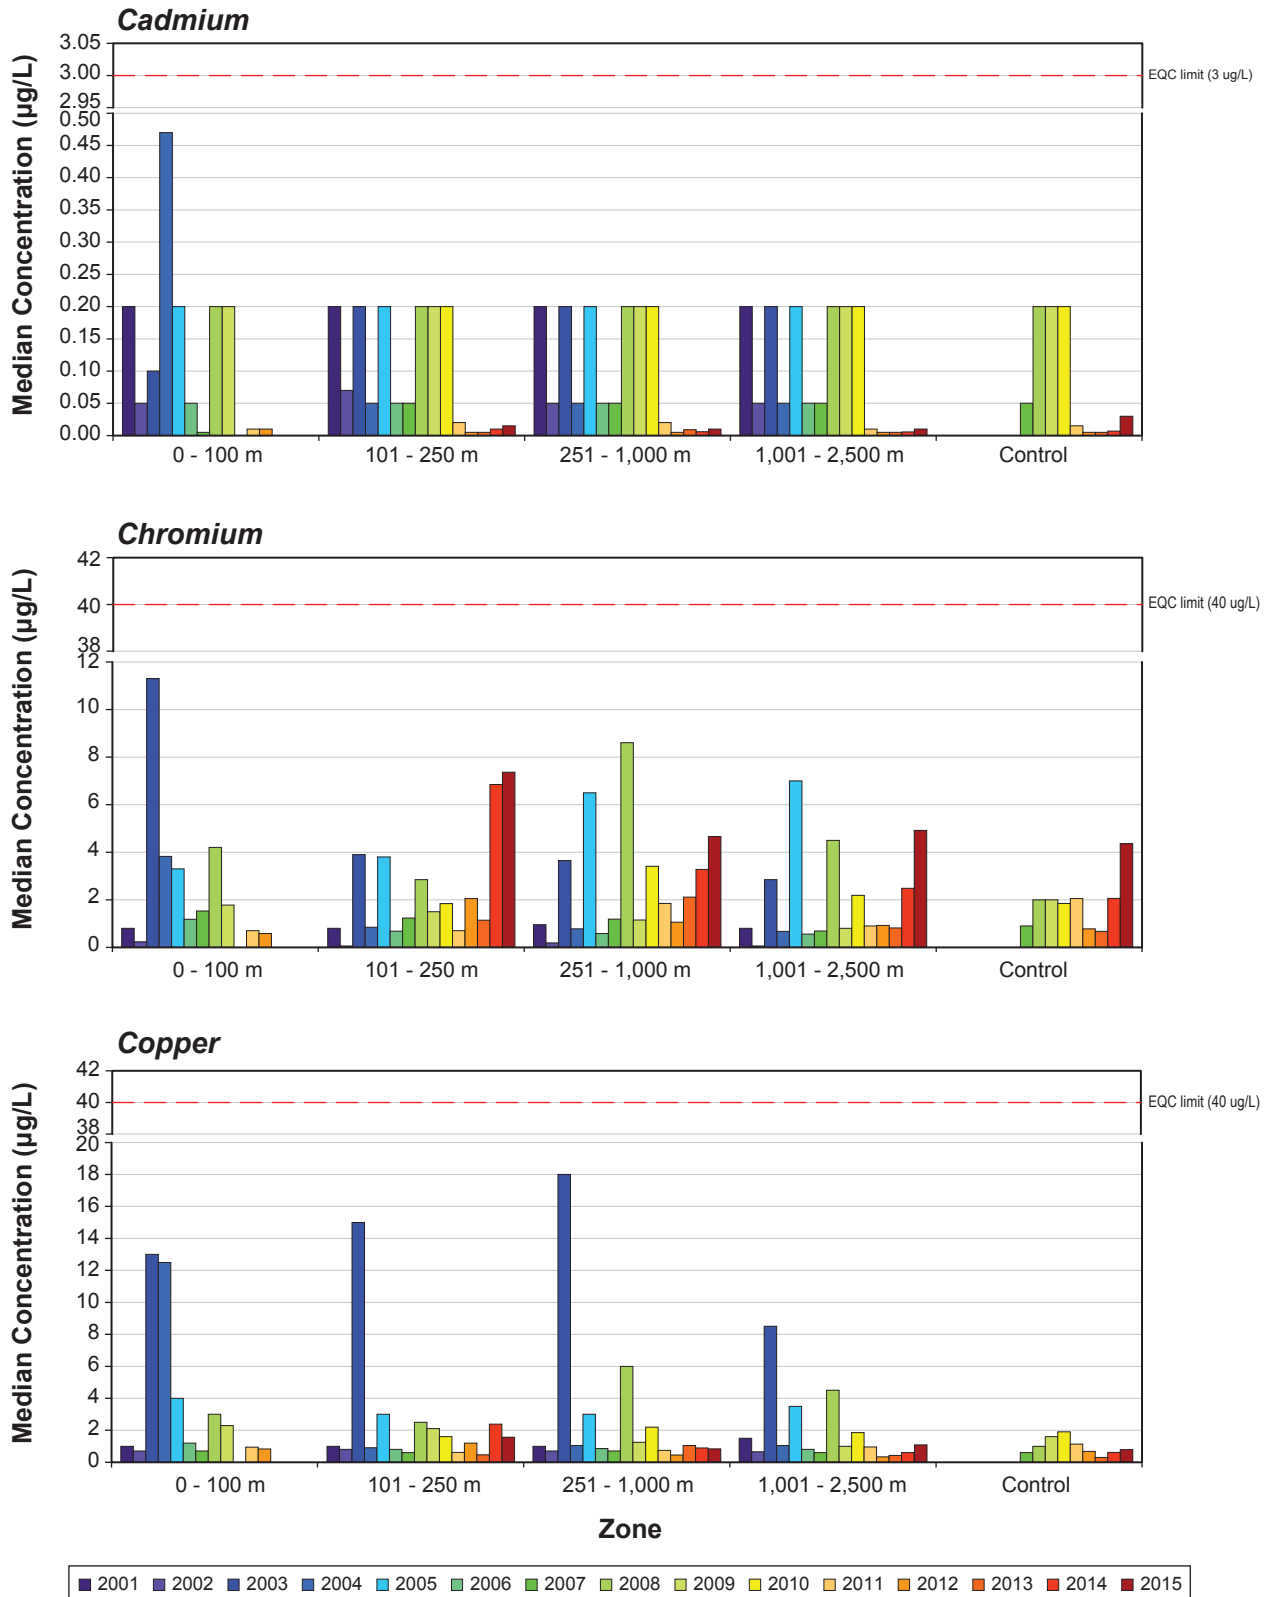 Cadmium
Median Concentration (µg/L)
3.05
3.00
2.95
0.50
0.45
0.40
0.35
0.30
0.25
0.20
0.15
0.10
0.05
0.00
EQC limit (3 ug/L)
0 - 100 m 101 - 250 m 251 - 1,000 m 1,001 - 2,500 m Control
Chromium
Median Concentration (µg/L)
42
40
38
12
10
8
6
4
2
0
EQC limit (40 ug/L)
0 - 100 m 101 - 250 m 251 - 1,000 m 1,001 - 2,500 m Control
Copper
Median Concentration (µg/L)
42
40
38
20
18
16
14
12
10
8
6
4
2
0
EQC limit (40 ug/L)
0 - 100 m 101 - 250 m 251 - 1,000 m 1,001 - 2,500 m Control
Zone
2001 2002 2003 2004 2005 2006 2007 2008 2009 2010 2011 2012 2013 2014 2015